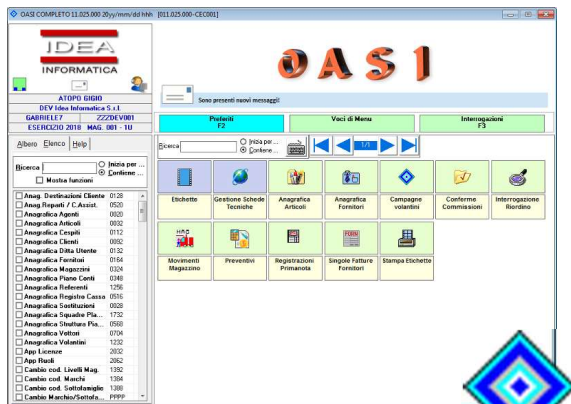 OASI COMPLETO 11.025.000 20yy/mm/dd hhh [011.025.000-CEC001]
IDEA
INFORMATICA
OASI
ATOPO GIGIO
DEV Idea Informatica S.r.l.
GABRIELE7 ZZZDEV001
ESERCIZIO 2018 MAG. 001 - 1U
Sono presenti nuovi messaggi!
Preferiti
F2
Voci di Menu
Interrogazioni
F3
Albero Elenco Help
Ricerca
Inizia per ...
Contiene ...
Mostra funzioni
Ricerca
Inizia per ...
Contiene ...
1/1
Anag. Destinazioni Cliente 0128
Anag.Reparti / C.Assist. 0520
Anagrafica Agenti 0020
Anagrafica Articoli 0032
Anagrafica Cespiti 0112
Anagrafica Clienti 0092
Anagrafica Ditta Utente 0132
Anagrafica Fornitori 0164
Anagrafica Magazzini 0324
Anagrafica Piano Conti 0348
Anagrafica Referenti 1256
Anagrafica Registro Cassa 0516
Anagrafica Sostituzioni 0028
Anagrafica Squadre Pla... 1732
Anagrafica Struttura Pia... 0568
Anagrafica Vettori 0704
Anagrafica Volantini 1232
App Licenze 2032
App Ruoli 2062
Cambio cod. Livelli Mag. 1392
Cambio cod. Marchi 1384
Cambio cod. Sottofamiglie 1388
Cambio Marchio/Sottofa... PPPP
Etichette
Gestione Schede
Tecniche
Anagrafica
Articoli
Anagrafica
Fornitori
Campagne
volantini
Conferme
Commissioni
Interrogazione
Riordino
Movimenti
Magazzino
Preventivi
Registrazioni
Primanota
Singole Fatture
Fornitori
Stampa Etichette